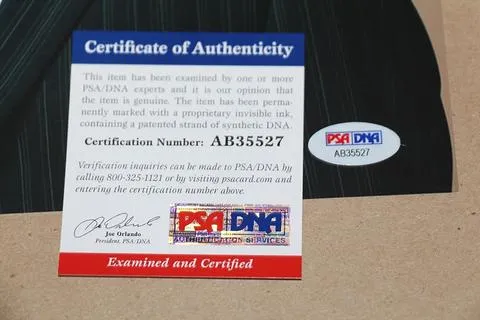 Certificate of Authenticity
This item has been examined by one or more
PSA/DNA experts and it is our opinion that
the item is genuine. The item has been perma-
nently marked with a proprietary invisible ink,
containing a patented strand of synthetic DNA.
Certification Number: AB35527
Verification inquiries can be made to PSA/DNA by
calling 800-325-1121 or by visiting psacard.com and
entering the certification number above.
Joe Orlando
President, PSA/DNA
PSA DNA
AUTHENTICATION SERVICES
Examined and Certified
PSA DNA
AB35527